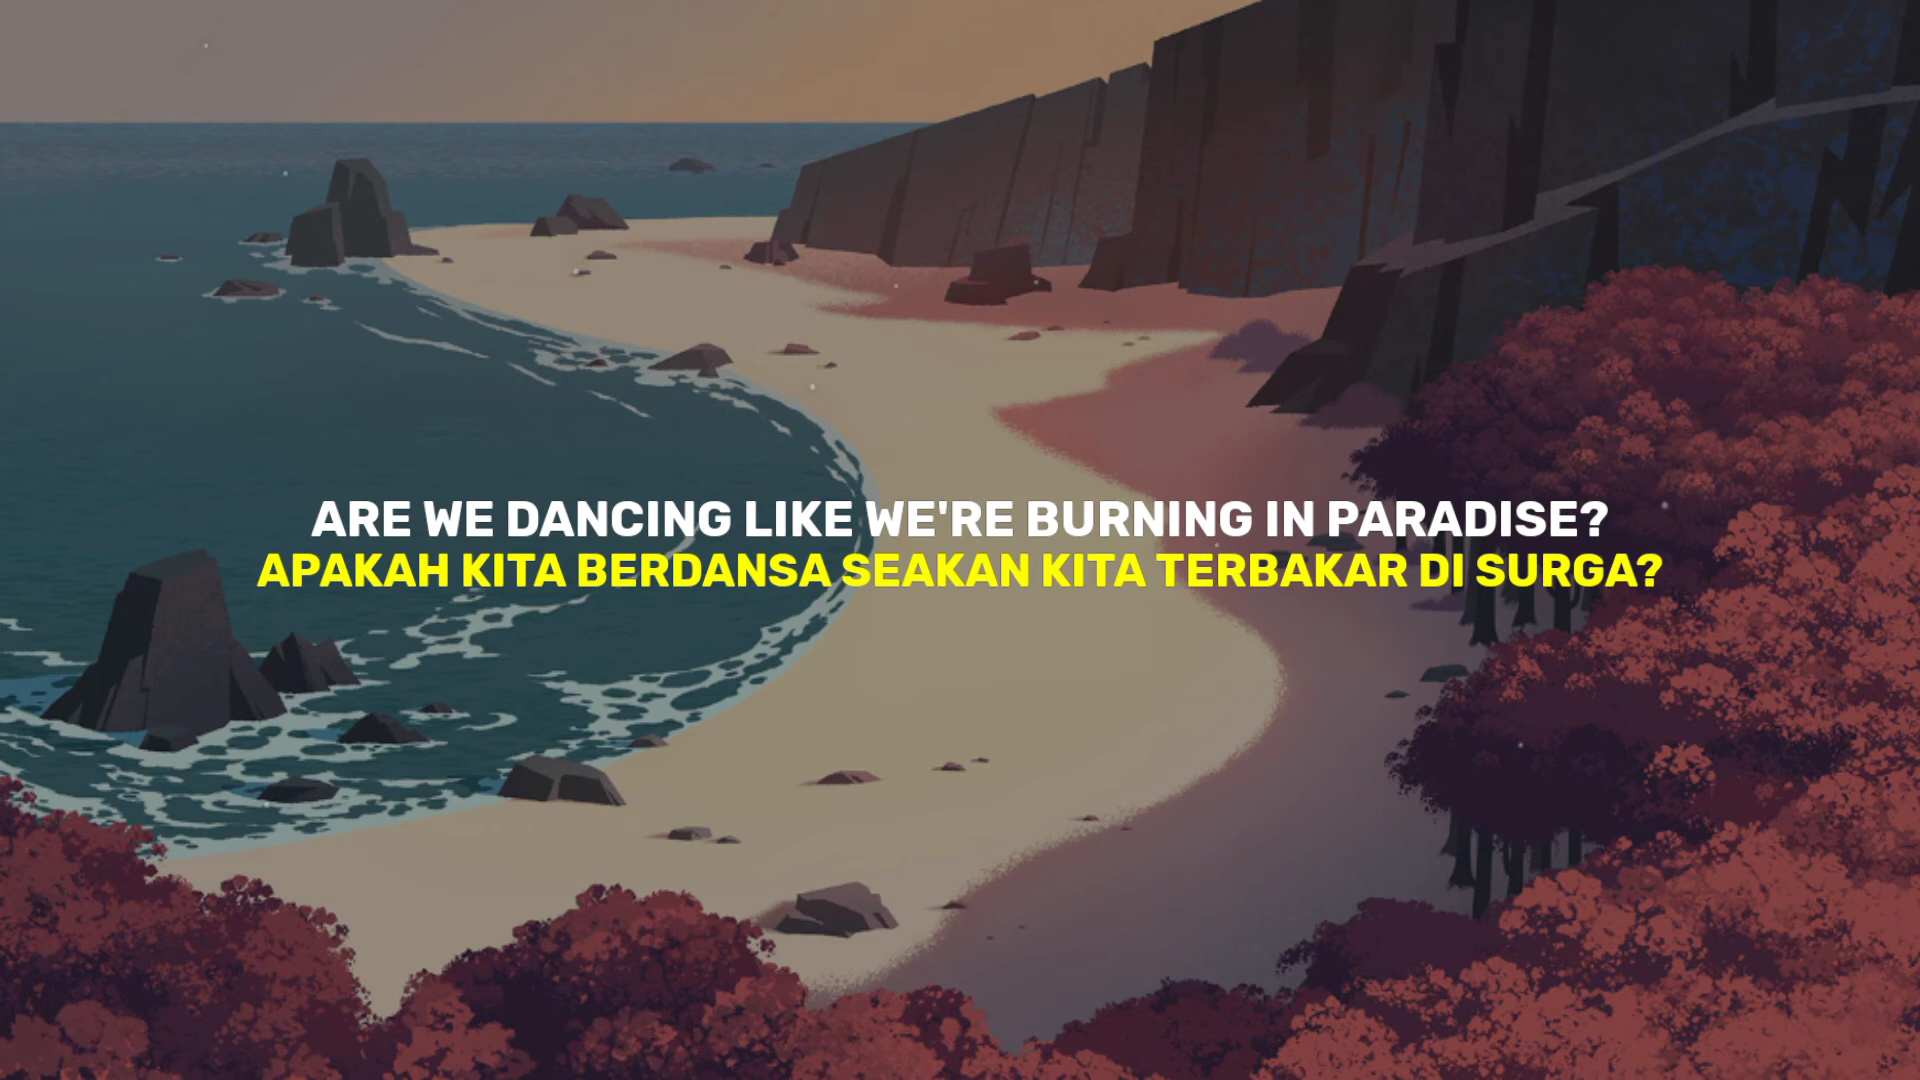 ARE WE DANCING LIKE WE'RE BURNING IN PARADISE?
APAKAH KITA BERDANSA SEAKAN KITA TERBAKAR DI SURGA?